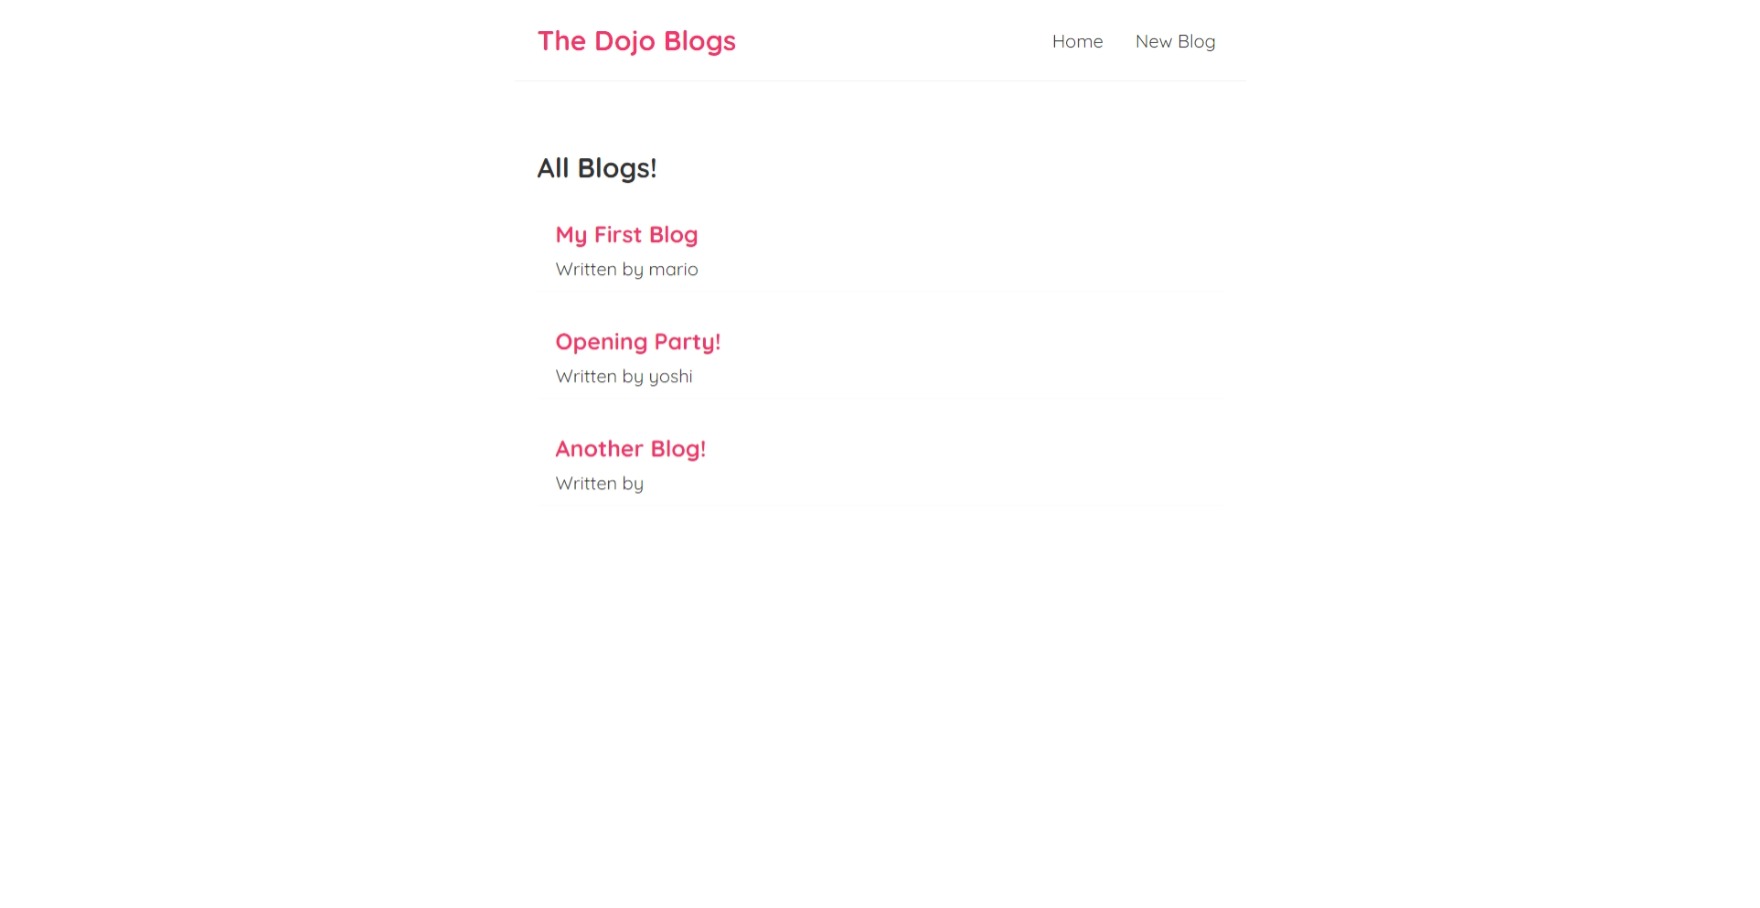 The Dojo Blogs
Home New Blog
All Blogs!
My First Blog
Written by mario
Opening Party!
Written by yoshi
Another Blog!
Written by